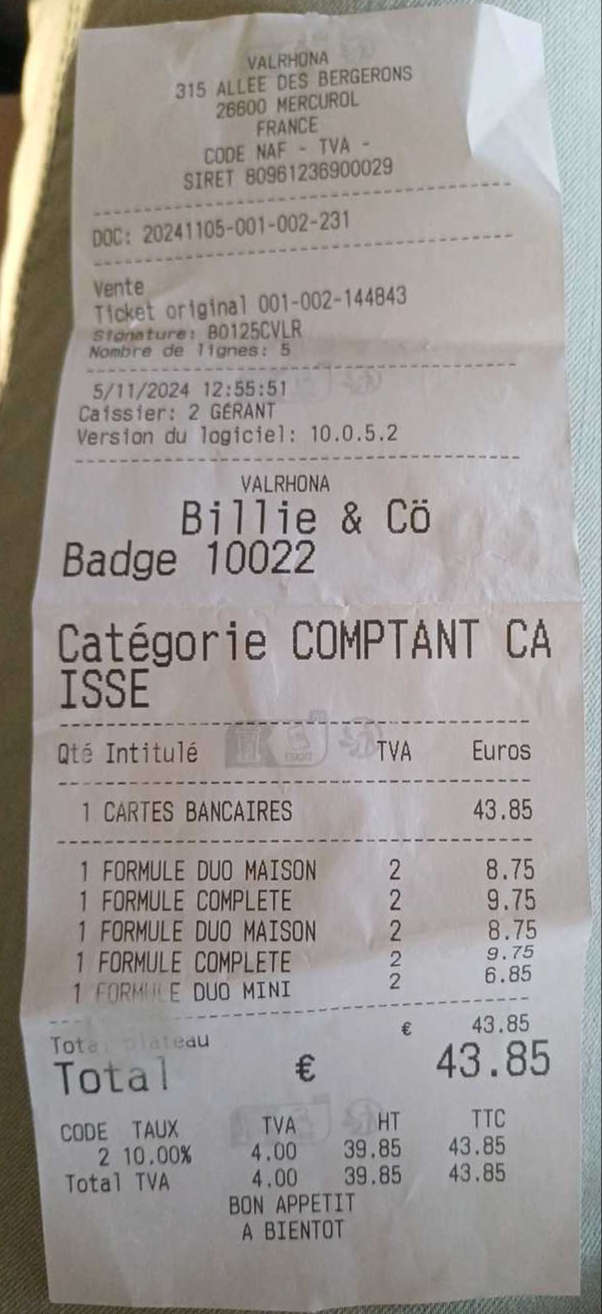 VALRHONA
315 ALLEE DES BERGERONS
26600 MERCUROL
FRANCE
CODE NAF - TVA -
SIRET 80961236900029
DOC: 20241105-001-002-231
Vente
Ticket original 001-002-144843
Signature: B0125CVLR
Nombre de lignes: 5
5/11/2024 12:55:51
Caissier: 2 GERANT
Version du logiciel: 10.0.5.2
VALRHONA
Billie & Cö
Badge 10022
Catégorie COMPTANT CA
ISSE
Qté Intitulé TVA Euros
1 CARTES BANCAIRES 43.85
1 FORMULE DUO MAISON 2 8.75
1 FORMULE COMPLETE 2 9.75
1 FORMULE DUO MAISON 2 8.75
1 FORMULE COMPLETE 2 9.75
1 FORMULE DUO MINI 2 6.85
Total plateau € 43.85
Total € 43.85
CODE TAUX TVA HT TTC
2 10.00% 4.00 39.85 43.85
Total TVA 4.00 39.85 43.85
BON APPETIT
A BIENTOT